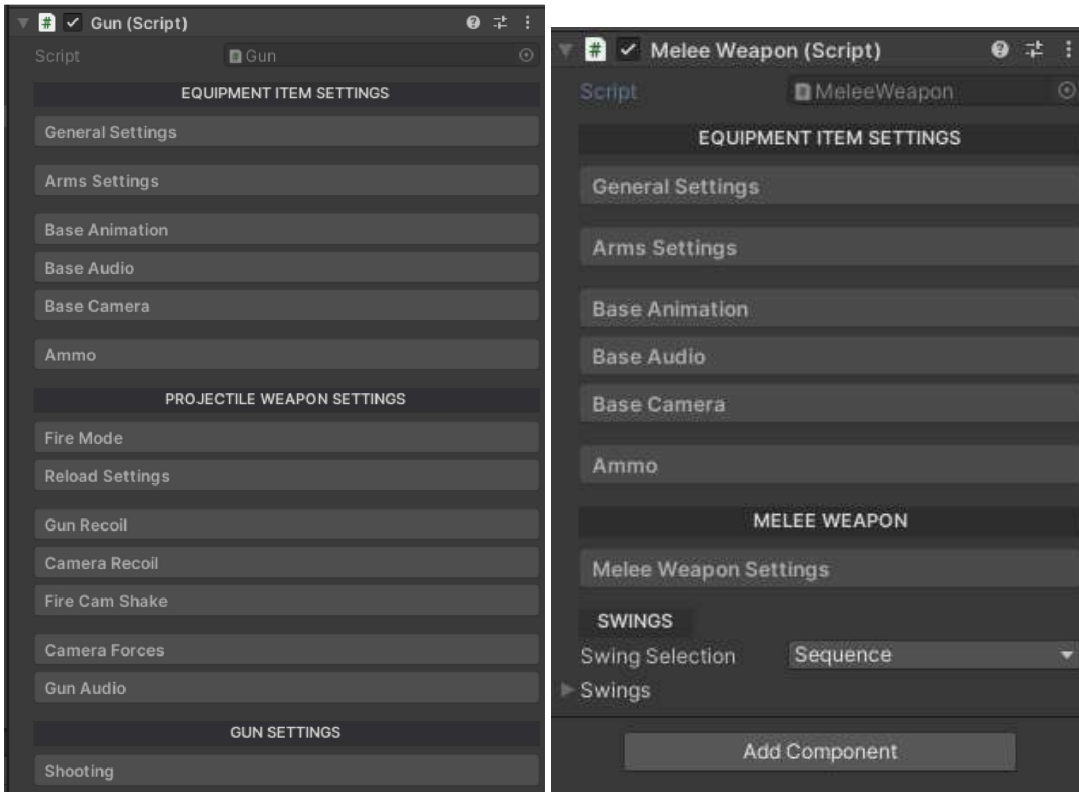 Gun (Script)
Script Gun
EQUIPMENT ITEM SETTINGS
General Settings
Arms Settings
Base Animation
Base Audio
Base Camera
Ammo
PROJECTILE WEAPON SETTINGS
Fire Mode
Reload Settings
Gun Recoil
Camera Recoil
Fire Cam Shake
Camera Forces
Gun Audio
GUN SETTINGS
Shooting
Melee Weapon (Script)
Script MeleeWeapon
EQUIPMENT ITEM SETTINGS
General Settings
Arms Settings
Base Animation
Base Audio
Base Camera
Ammo
MELEE WEAPON
Melee Weapon Settings
SWINGS
Swing Selection Sequence
Swings
Add Component